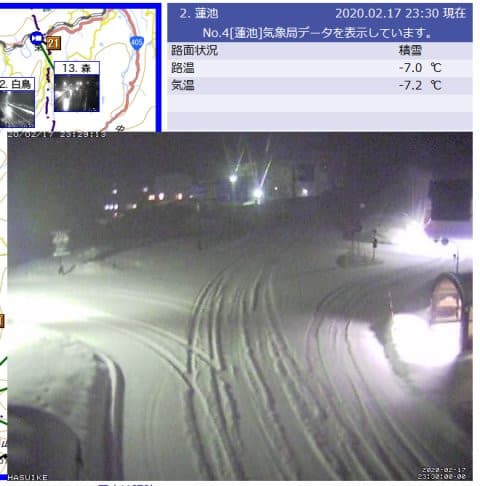 2. 蓮池 2020.02.17 23:30 現在
No.4[蓮池]気象局データを表示しています。
路面状況 積雪
路温 -7.0 ℃
気温 -7.2 ℃
405
21
13. 森
2. 白鳥
20/02/17 23:29:13
HASUIKE
2020-02-17
23:30:00-00